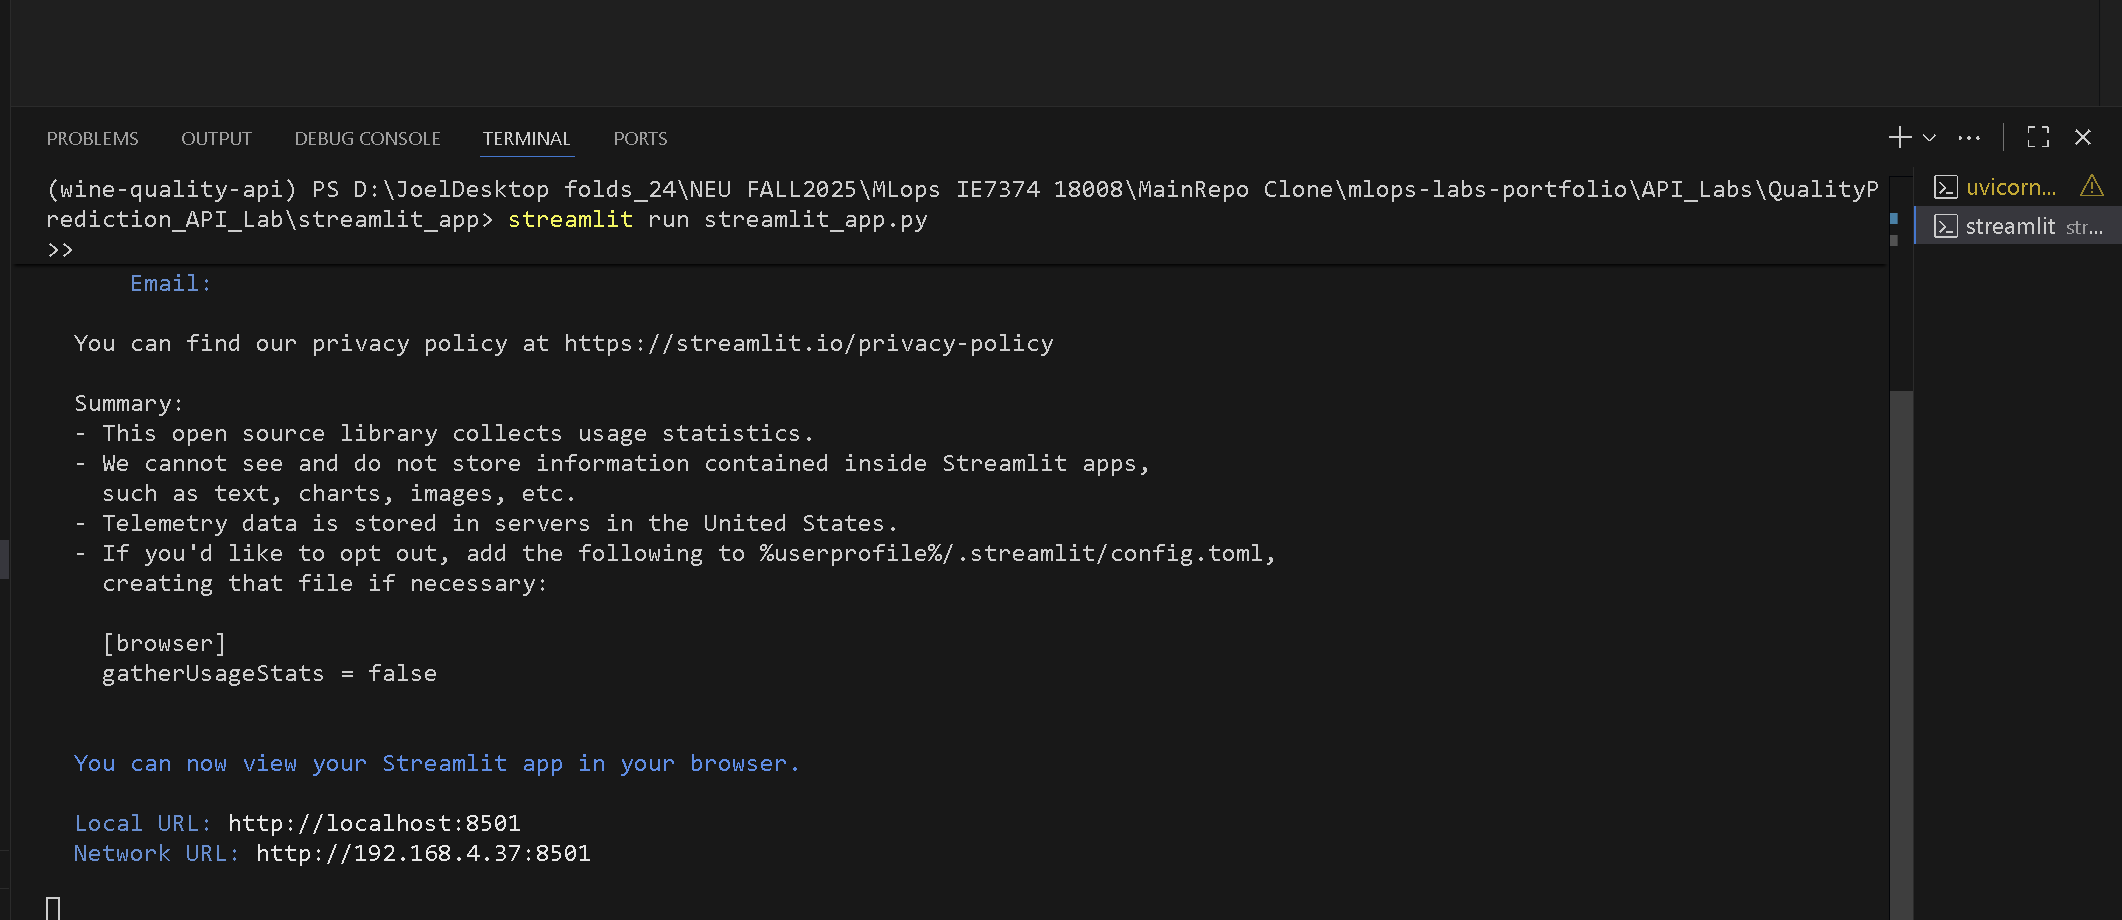 PROBLEMS OUTPUT DEBUG CONSOLE TERMINAL PORTS
(wine-quality-api) PS D:\JoelDesktop folds_24\NEU FALL2025\MLops IE7374 18008\MainRepo Clone\mlops-labs-portfolio\API_Labs\QualityP
rediction_API_Lab\streamlit_app> streamlit run streamlit_app.py
>>
Email:
You can find our privacy policy at https://streamlit.io/privacy-policy
Summary:
- This open source library collects usage statistics.
- We cannot see and do not store information contained inside Streamlit apps,
such as text, charts, images, etc.
- Telemetry data is stored in servers in the United States.
- If you'd like to opt out, add the following to %userprofile%/.streamlit/config.toml,
creating that file if necessary:
[browser]
gatherUsageStats = false
You can now view your Streamlit app in your browser.
Local URL: http://localhost:8501
Network URL: http://192.168.4.37:8501
uvicorn...
streamlit str...